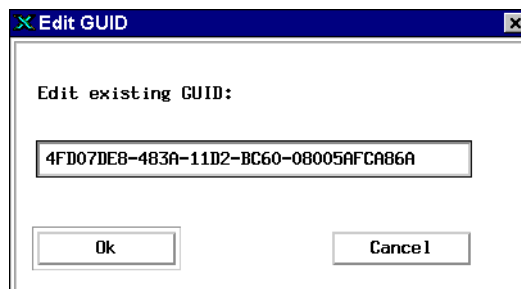 Edit GUID
Edit existing GUID:
4FD07DE8-483A-11D2-BC60-08005AFCA86A
Ok Cancel